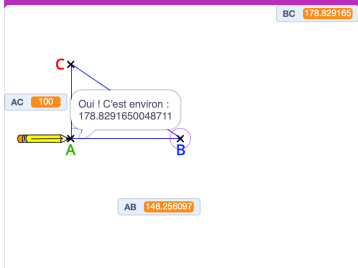 BC 178.829165
C
AC 100
Oui ! C'est environ :
178.8291650048711
A
B
AB 148.256097